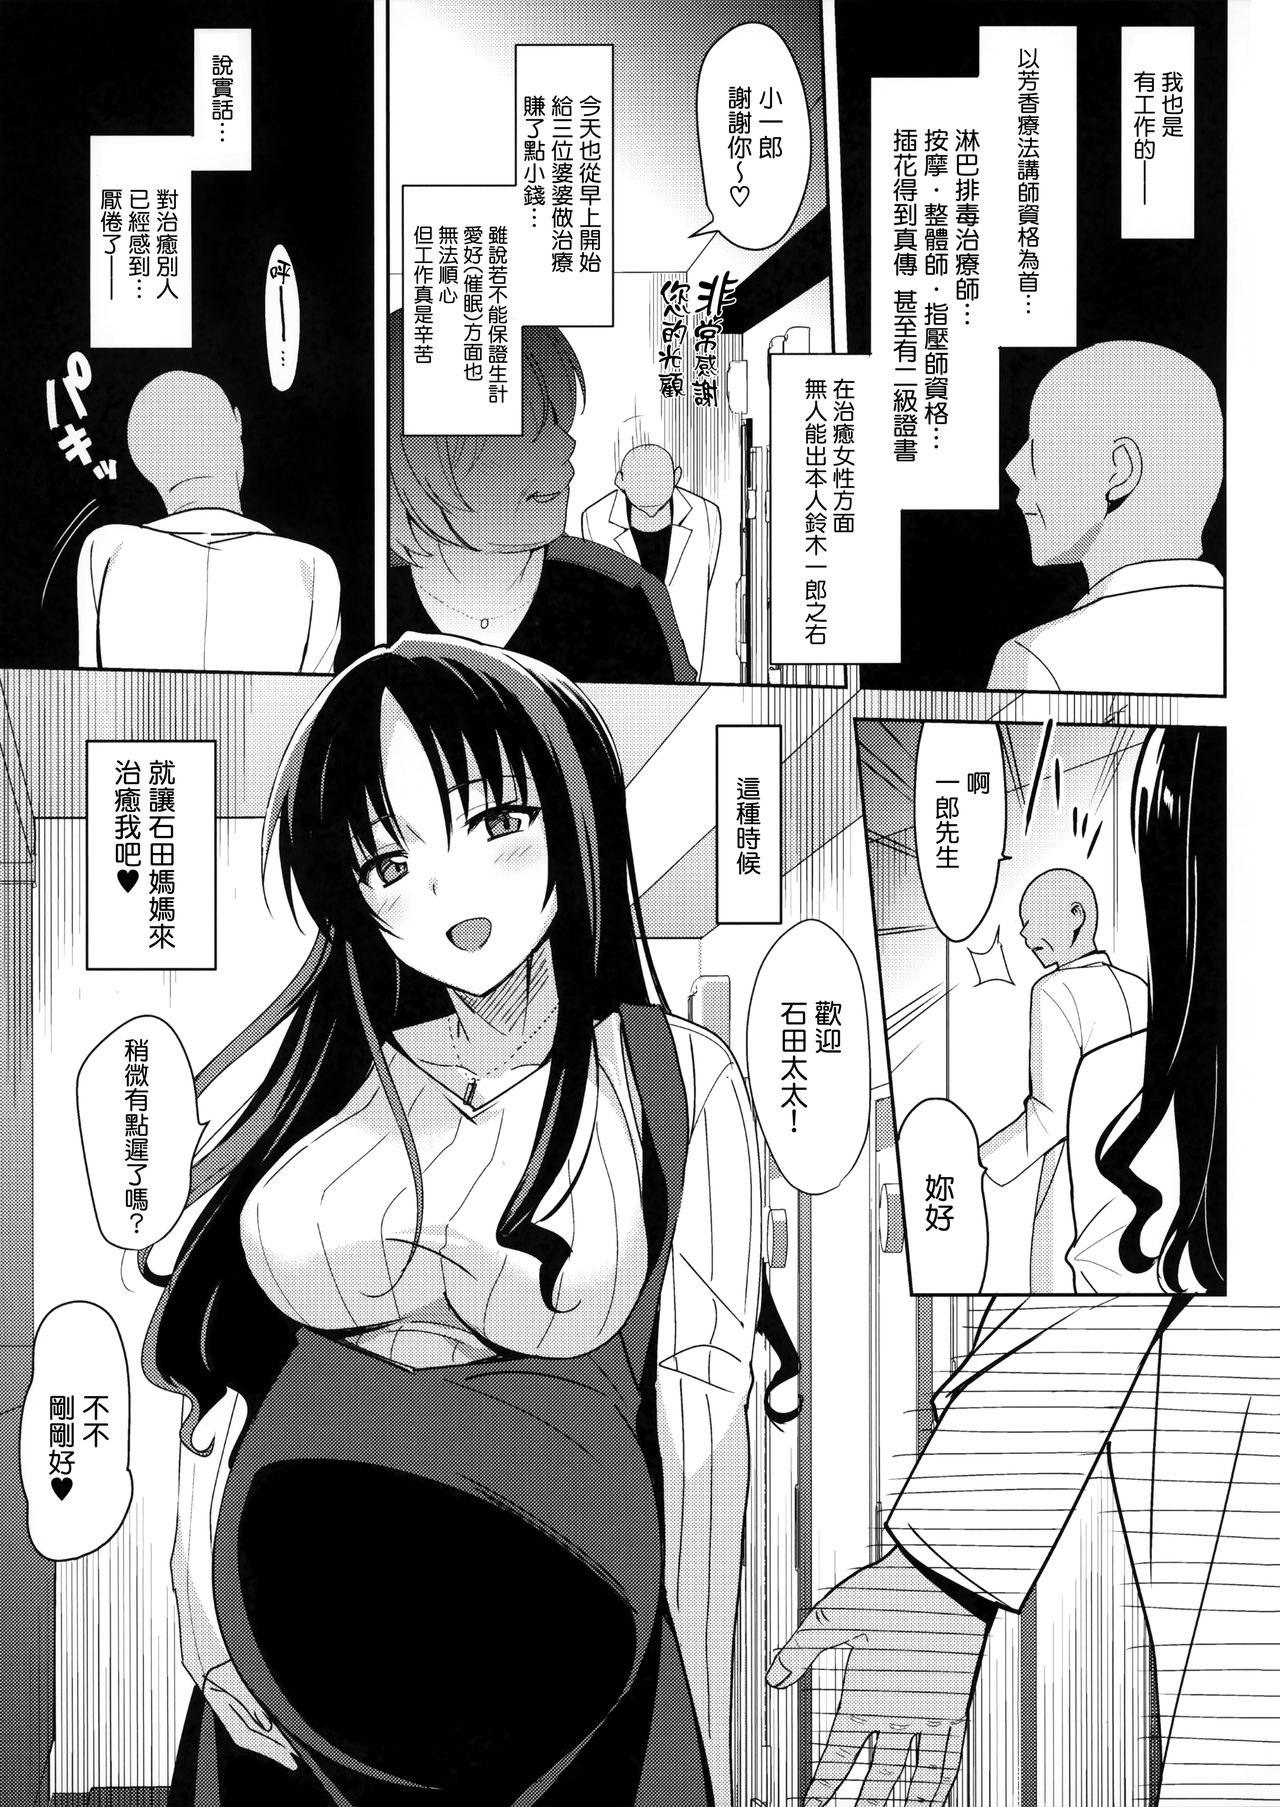 我也是
有工作的——
以芳香療法講師資格為首…
淋巴排毒治療師…
按摩．整體師．指壓師資格…
插花得到真傳 甚至有二級證書
在治癒女性方面
無人能出本人鈴木一郎之右
小一郎
謝謝你～♡
非常感謝
您的光顧
今天也從早上開始
給三位婆婆做治療
賺了點小錢…
雖說若不能保證生計
愛好(催眠)方面也
無法順心
但工作真是辛苦
說實話…
對治癒別人
已經感到…
厭倦了——
呼——…
パキッ
啊
一郎先生
妳好
這種時候
歡迎
石田太太！
就讓石田媽媽來
治癒我吧♥
稍微有點遲了嗎？
不不
剛剛好♥